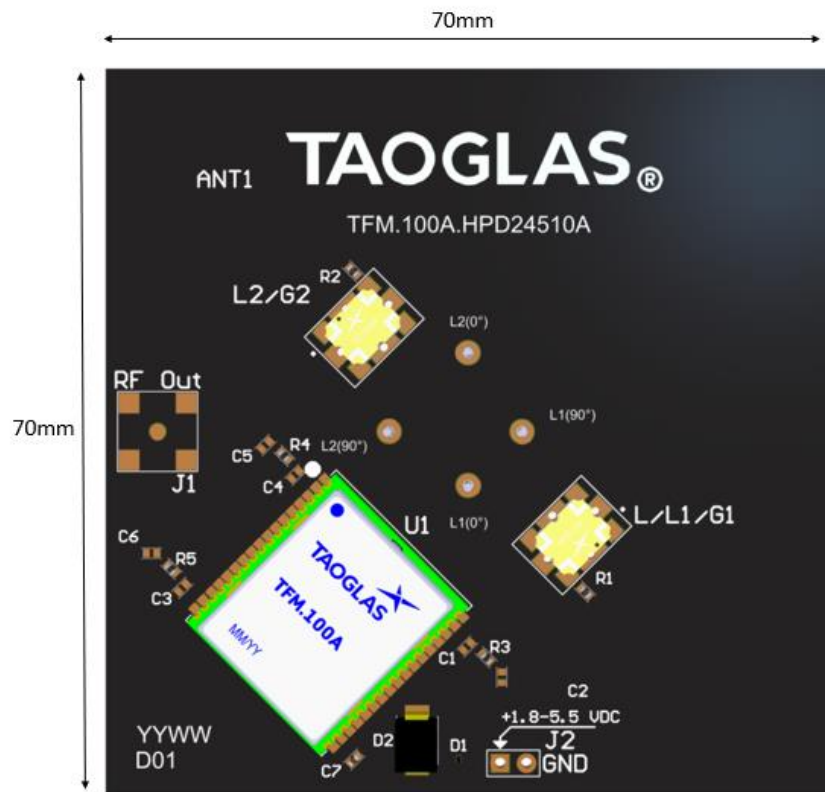 70mm
70mm
TAOGLAS®
ANT1
TFM.100A.HPD24510A
R2
L2/G2
L2(0°)
RF Out
J1
L1(90°)
L2(90°)
C5
R4
C4
L1(0°)
U1
L/L1/G1
R1
C6
R5
C3
TAOGLAS
TFM.100A
MM/YY
C1
R3
C2
+1.8-5.5 VDC
J2
GND
D2
D1
C7
YYWW
D01